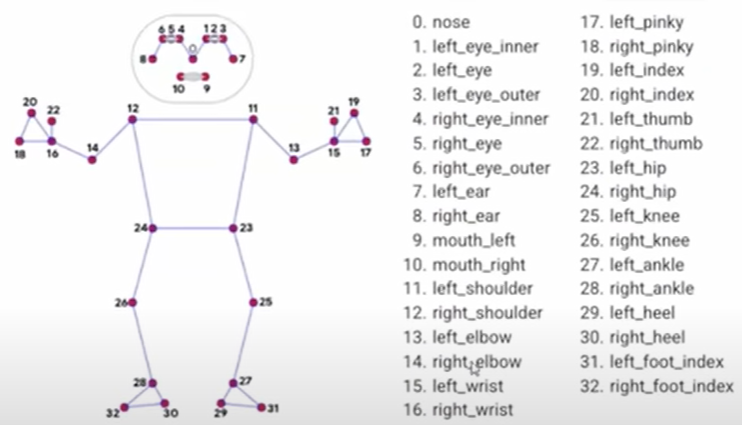 6 5 4 1 2 3
0
8 7
10 9
20 22 12 11 21 19
18 16 14 13 15 17
24 23
26 25
28 27
32 30 29 31
0. nose
1. left_eye_inner
2. left_eye
3. left_eye_outer
4. right_eye_inner
5. right_eye
6. right_eye_outer
7. left_ear
8. right_ear
9. mouth_left
10. mouth_right
11. left_shoulder
12. right_shoulder
13. left_elbow
14. right_elbow
15. left_wrist
16. right_wrist
17. left_pinky
18. right_pinky
19. left_index
20. right_index
21. left_thumb
22. right_thumb
23. left_hip
24. right_hip
25. left_knee
26. right_knee
27. left_ankle
28. right_ankle
29. left_heel
30. right_heel
31. left_foot_index
32. right_foot_index